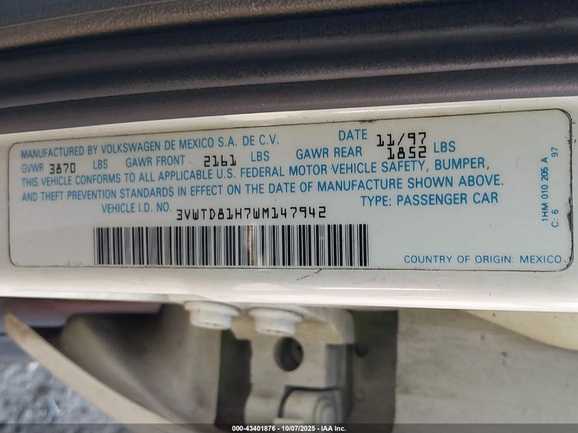 MANUFACTURED BY VOLKSWAGEN DE MEXICO S.A. DE C.V. DATE 11/97
GVWR 3870 LBS GAWR FRONT 2161 LBS GAWR REAR 1852 LBS
THIS VEHICLE CONFORMS TO ALL APPLICABLE U.S. FEDERAL MOTOR VEHICLE SAFETY, BUMPER,
AND THEFT PREVENTION STANDARDS IN EFFECT ON THE DATE OF MANUFACTURE SHOWN ABOVE.
VEHICLE I.D. NO. 3VWTD81H7WM147942 TYPE: PASSENGER CAR
COUNTRY OF ORIGIN: MEXICO
1HM 010 205 A 97
C: 6
000-43401876 | 10/07/2025 | IAA Inc.